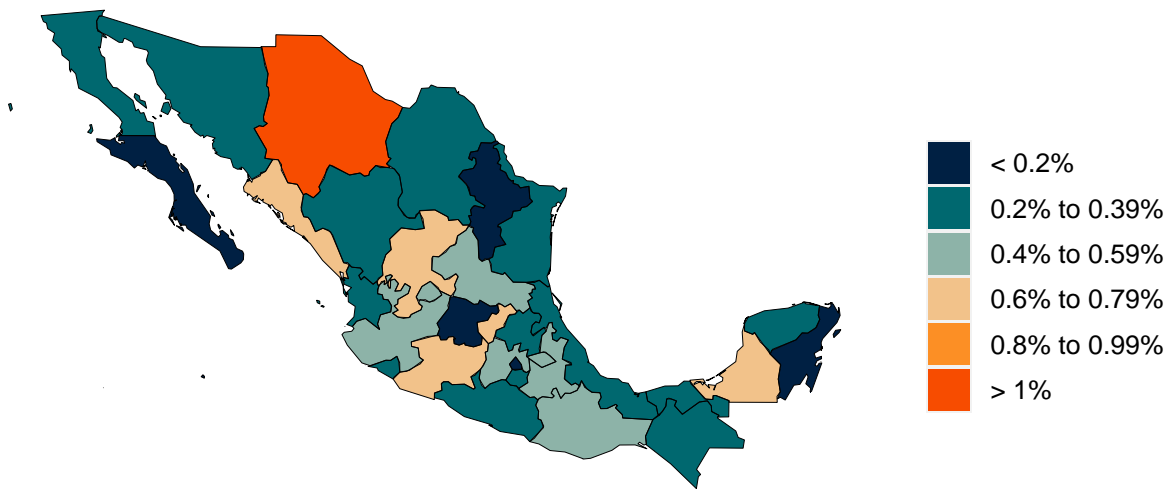 < 0.2%
0.2% to 0.39%
0.4% to 0.59%
0.6% to 0.79%
0.8% to 0.99%
> 1%